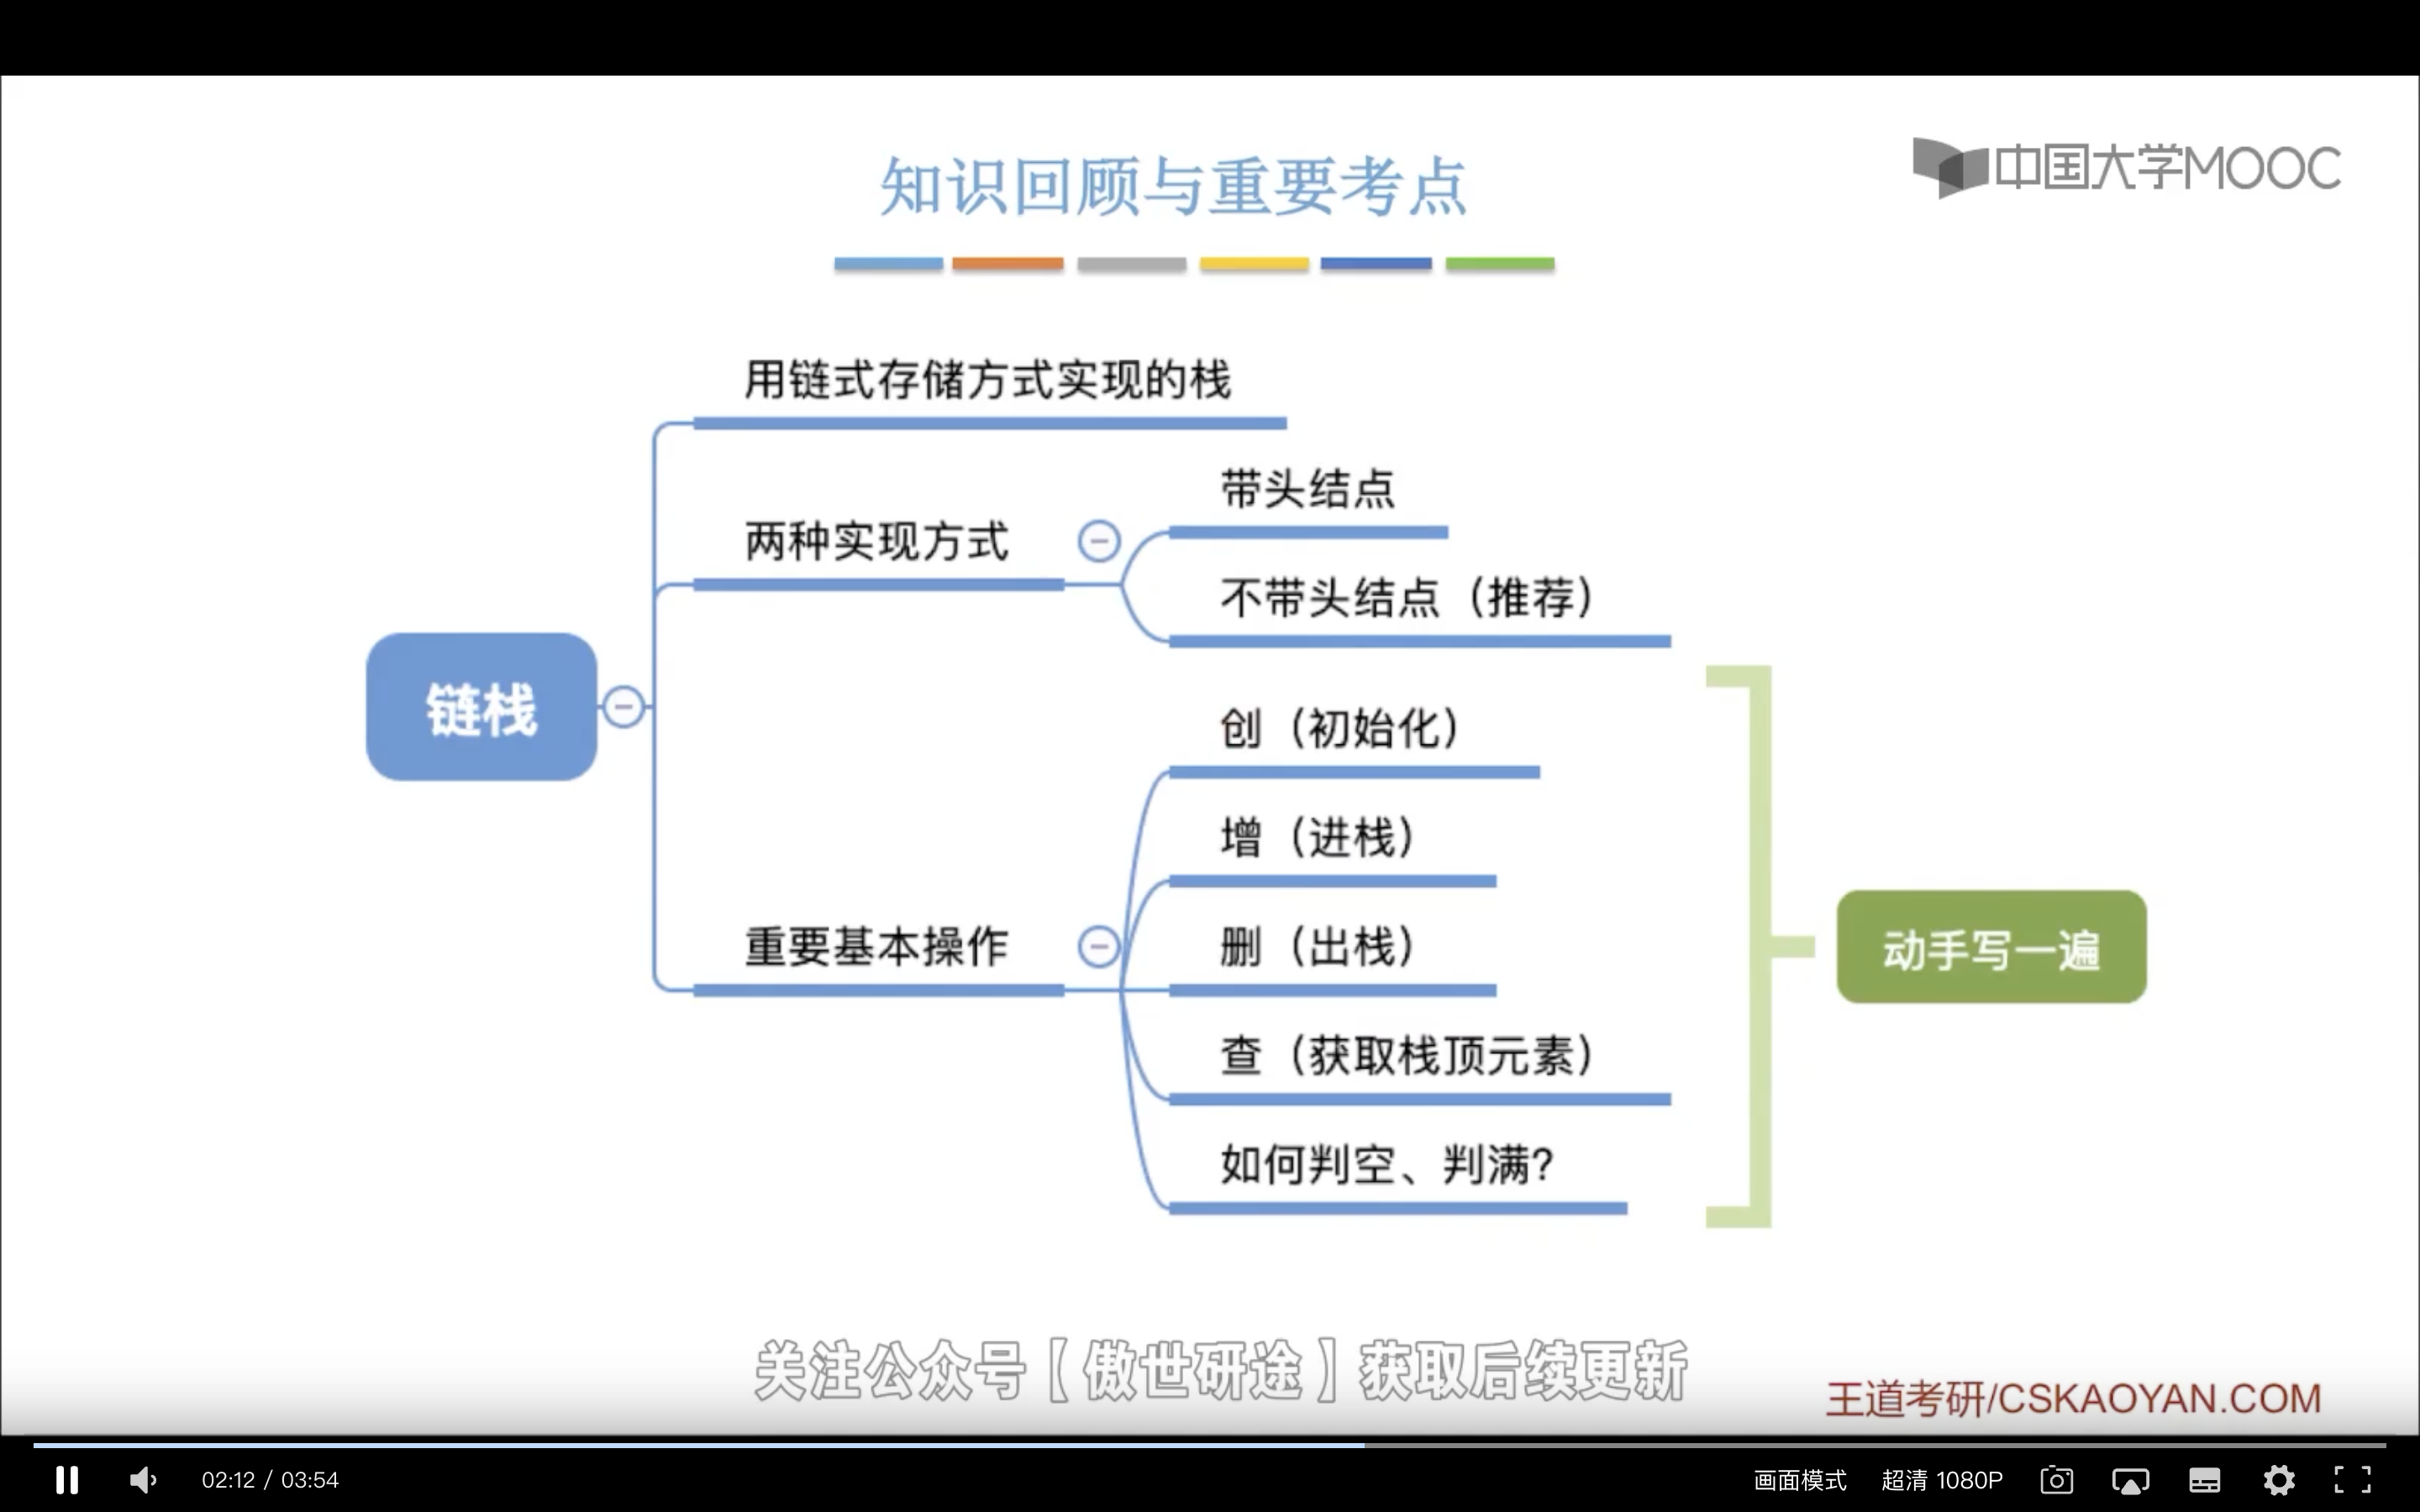 知识回顾与重要考点
中国大学MOOC
用链式存储方式实现的栈
带头结点
两种实现方式
不带头结点（推荐）
链栈
创（初始化）
增（进栈）
删（出栈）
重要基本操作
动手写一遍
查（获取栈顶元素）
如何判空、判满?
关注公众号【傲世研途】获取后续更新
王道考研/CSKAOYAN.COM
02:12 / 03:54
画面模式 超清 1080P